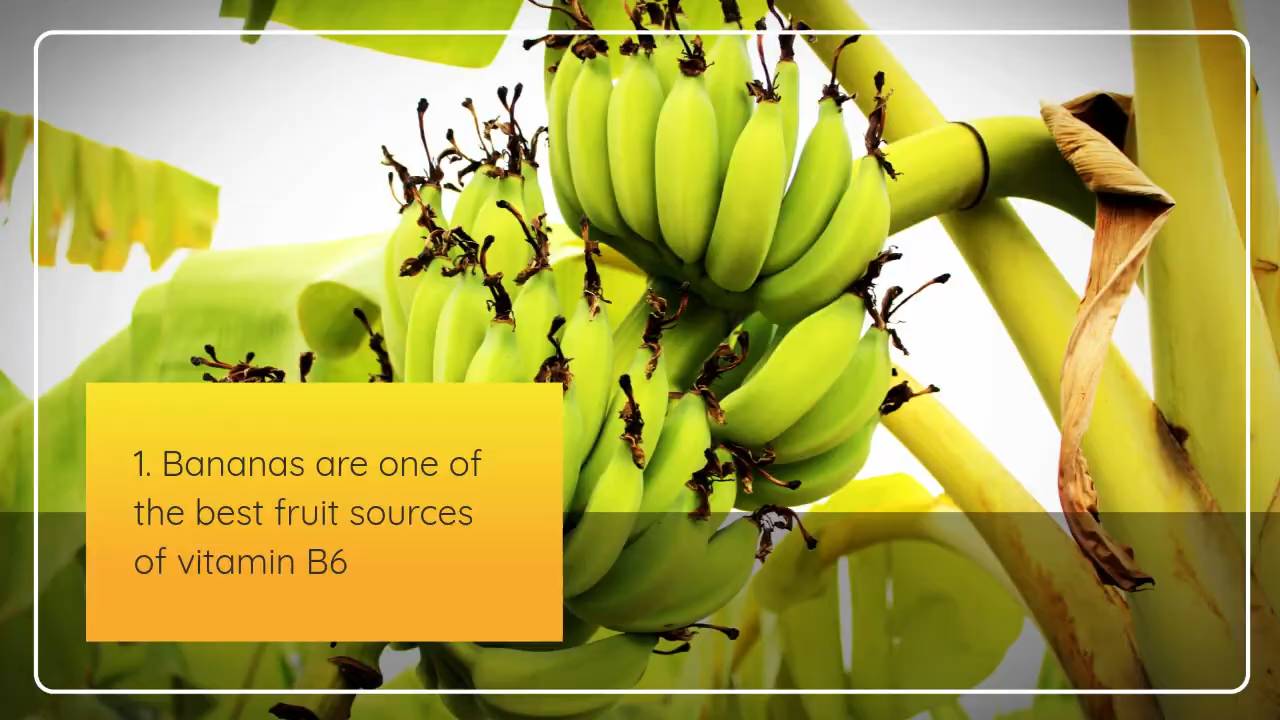 1. Bananas are one of
the best fruit sources
of vitamin B6